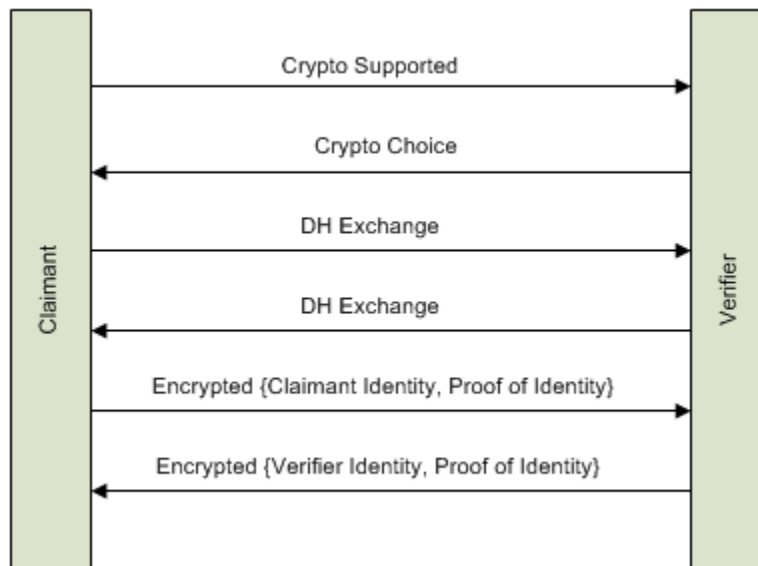 Crypto Supported
Crypto Choice
DH Exchange
DH Exchange
Encrypted {Claimant Identity, Proof of Identity}
Encrypted {Verifier Identity, Proof of Identity}
Claimant
Verifier